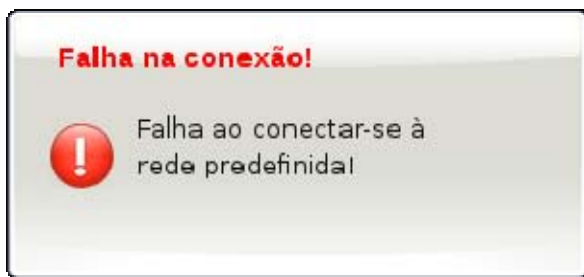 Falha na conexão!
Falha ao conectar-se à
rede predefinida!